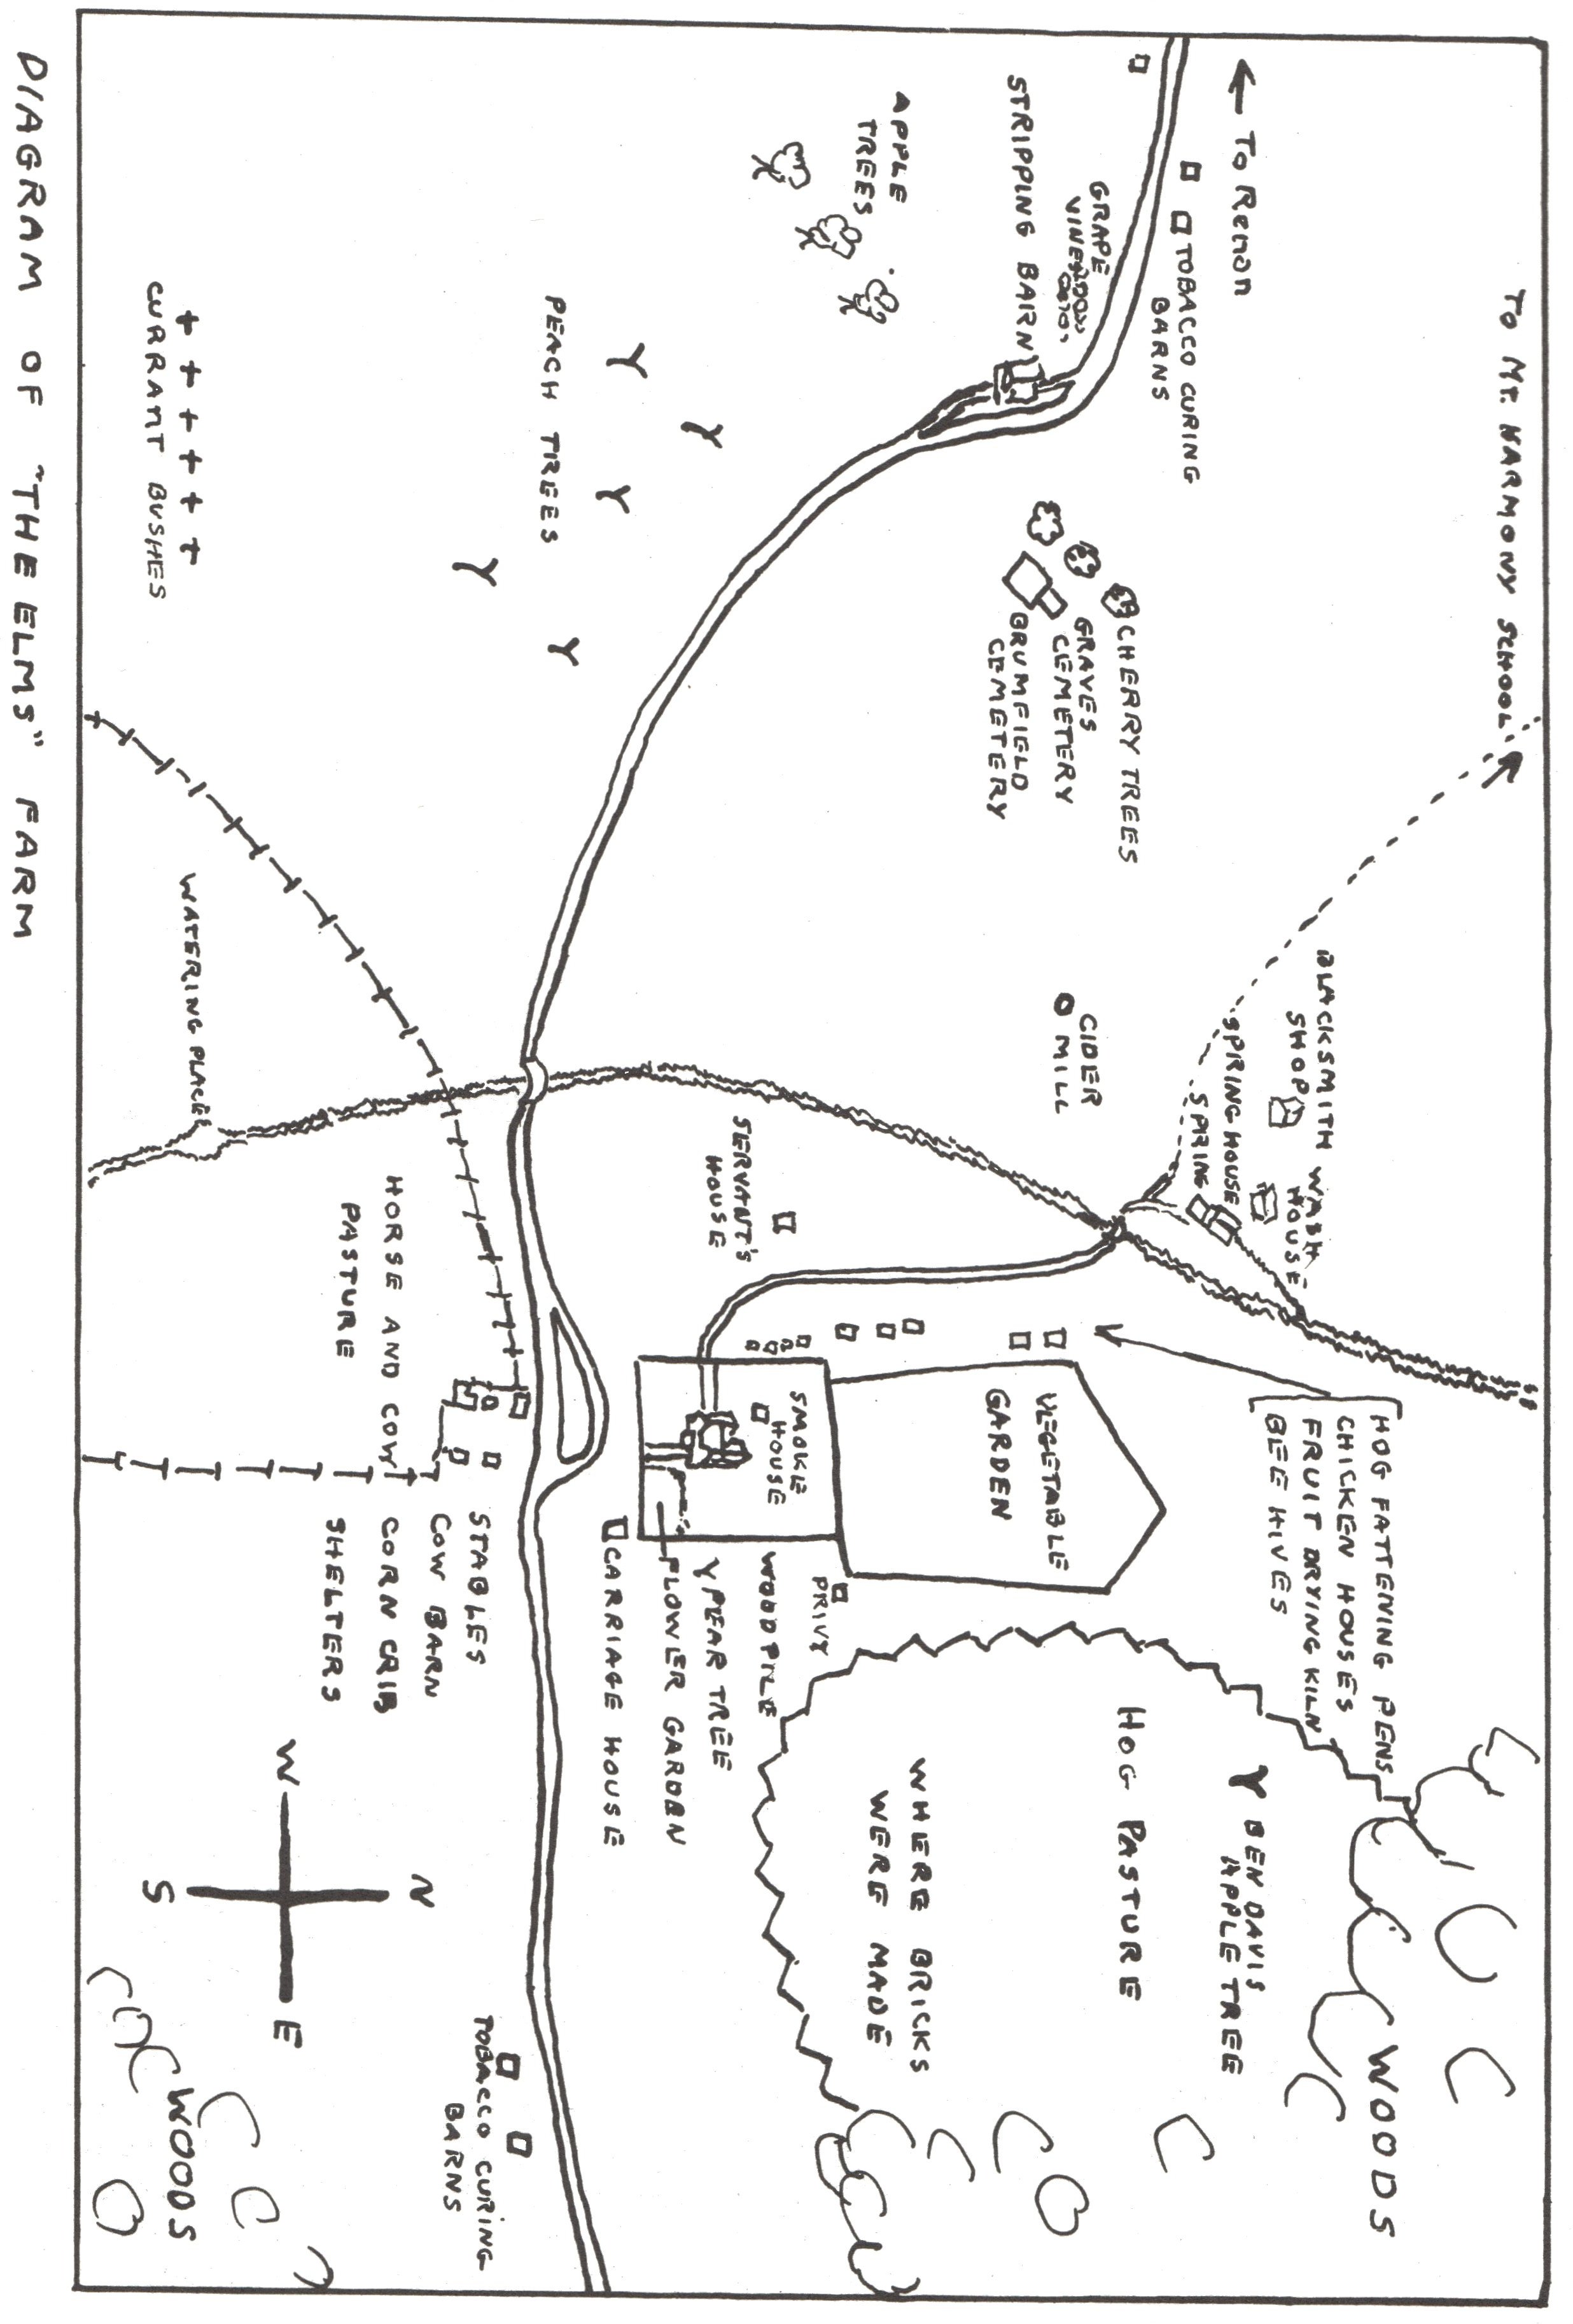 TO MT. HARMONY SCHOOL
← TO Renan
TOBACCO CURING
BARNS
GRAPE
VINES
STRIPPING BARN
APPLE
TREES
PEACH TREES
CURRANT BUSHES
CHERRY TREES
GRAVES
CEMETERY
BRUMFIELD
CEMETERY
BLACKSMITH
SHOP
WASH
HOUSE
SPRING HOUSE
SPRING
CIDER
MILL
SERVANT'S
HOUSE
WATERING PLACE
HORSE AND COW
PASTURE
HOG FATTENING PENS
CHICKEN HOUSES
FRUIT DRYING KILN
BEE HIVES
VEGETABLE
GARDEN
SMOKE
HOUSE
PRIVY
WOODPILE
PEAR TREE
FLOWER GARDEN
CARRIAGE HOUSE
STABLES
COW BARN
CORN CRIB
SHELTERS
WOODS
BEN DAVIS
APPLE TREE
HOG PASTURE
WHERE BRICKS
WERE MADE
N
W
E
S
TOBACCO CURING
BARNS
WOODS
DIAGRAM OF "THE ELMS" FARM